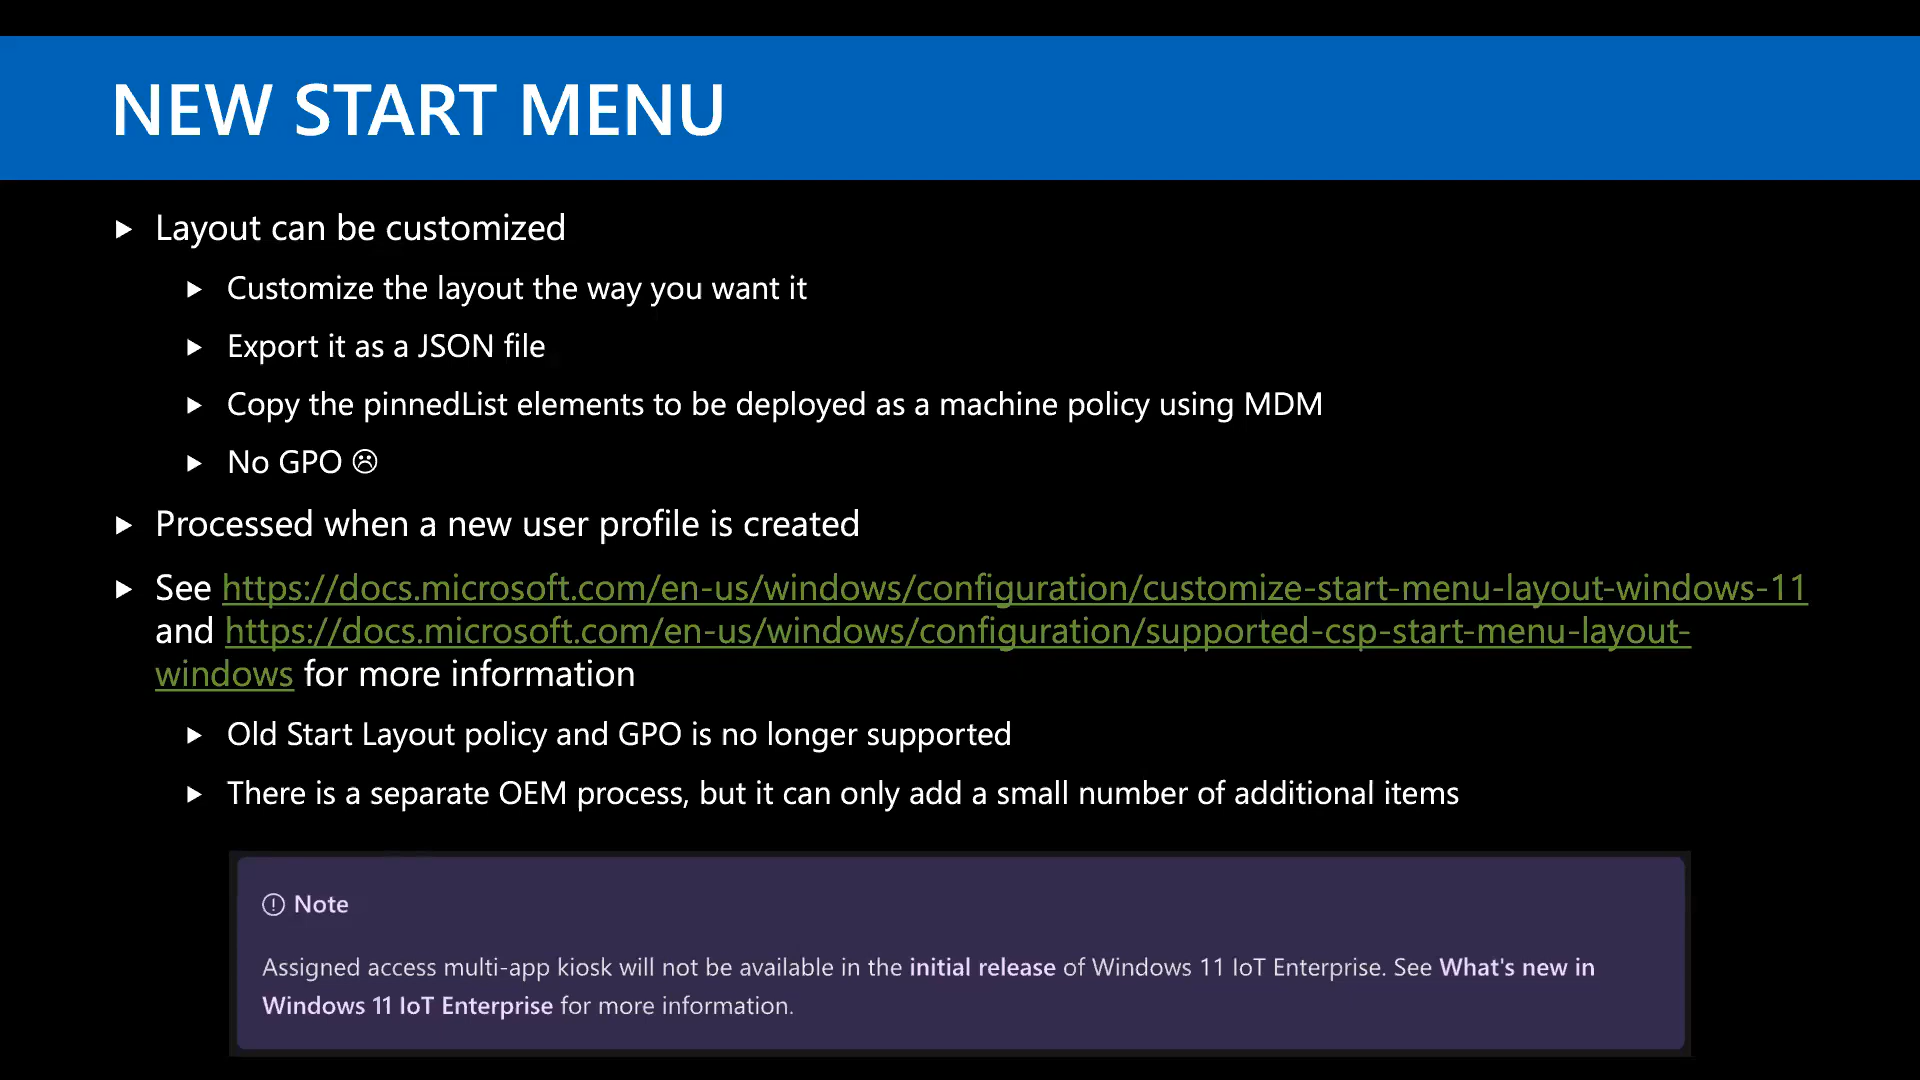 NEW START MENU
Layout can be customized
Customize the layout the way you want it
Export it as a JSON file
Copy the pinnedList elements to be deployed as a machine policy using MDM
No GPO ☹
Processed when a new user profile is created
See https://docs.microsoft.com/en-us/windows/configuration/customize-start-menu-layout-windows-11
and https://docs.microsoft.com/en-us/windows/configuration/supported-csp-start-menu-layout-
windows for more information
Old Start Layout policy and GPO is no longer supported
There is a separate OEM process, but it can only add a small number of additional items
Note
Assigned access multi-app kiosk will not be available in the initial release of Windows 11 IoT Enterprise. See What's new in
Windows 11 IoT Enterprise for more information.